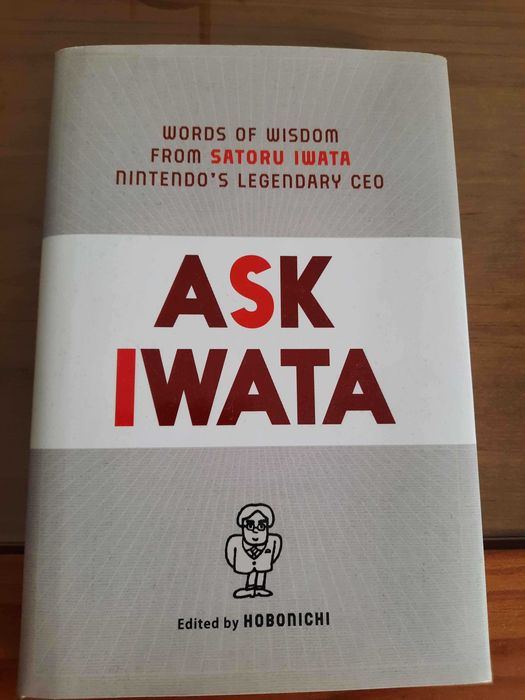 WORDS OF WISDOM
FROM SATORU IWATA
NINTENDO'S LEGENDARY CEO
ASK
IWATA
Edited by HOBONICHI